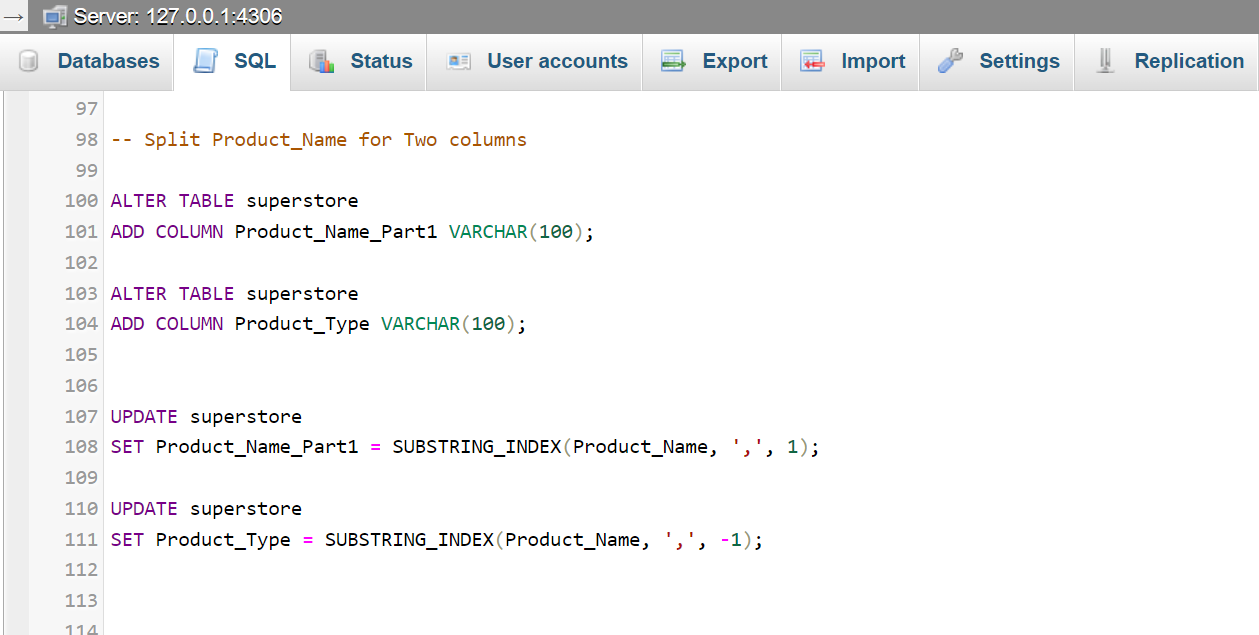 Server: 127.0.0.1:4306
Databases SQL Status User accounts Export Import Settings Replication
97
98 -- Split Product_Name for Two columns
99
100 ALTER TABLE superstore
101 ADD COLUMN Product_Name_Part1 VARCHAR(100);
102
103 ALTER TABLE superstore
104 ADD COLUMN Product_Type VARCHAR(100);
105
106
107 UPDATE superstore
108 SET Product_Name_Part1 = SUBSTRING_INDEX(Product_Name, ',', 1);
109
110 UPDATE superstore
111 SET Product_Type = SUBSTRING_INDEX(Product_Name, ',', -1);
112
113
114